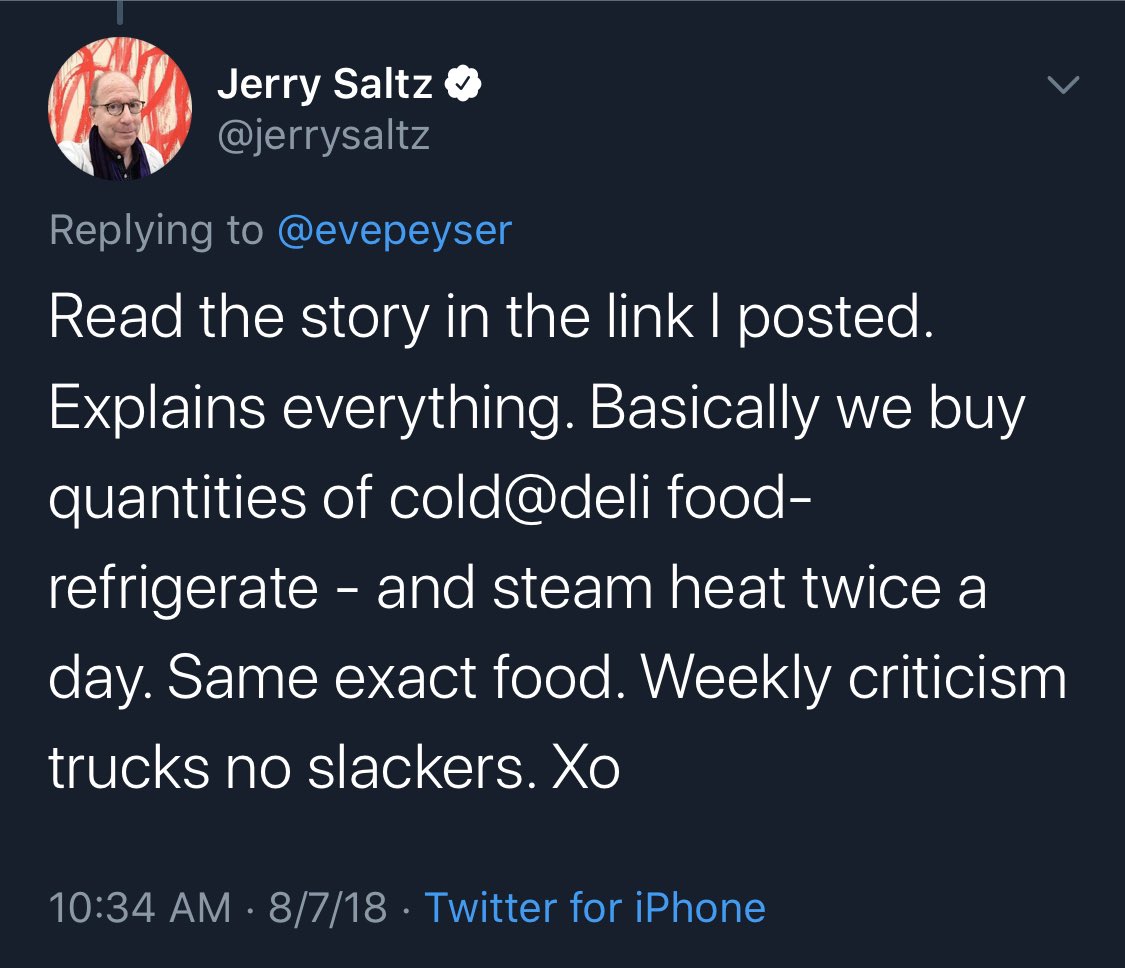 Jerry Saltz
@jerrysaltz
Replying to @evepeyser
Read the story in the link I posted.
Explains everything. Basically we buy
quantities of cold@deli food-
refrigerate - and steam heat twice a
day. Same exact food. Weekly criticism
trucks no slackers. Xo
10:34 AM · 8/7/18 · Twitter for iPhone